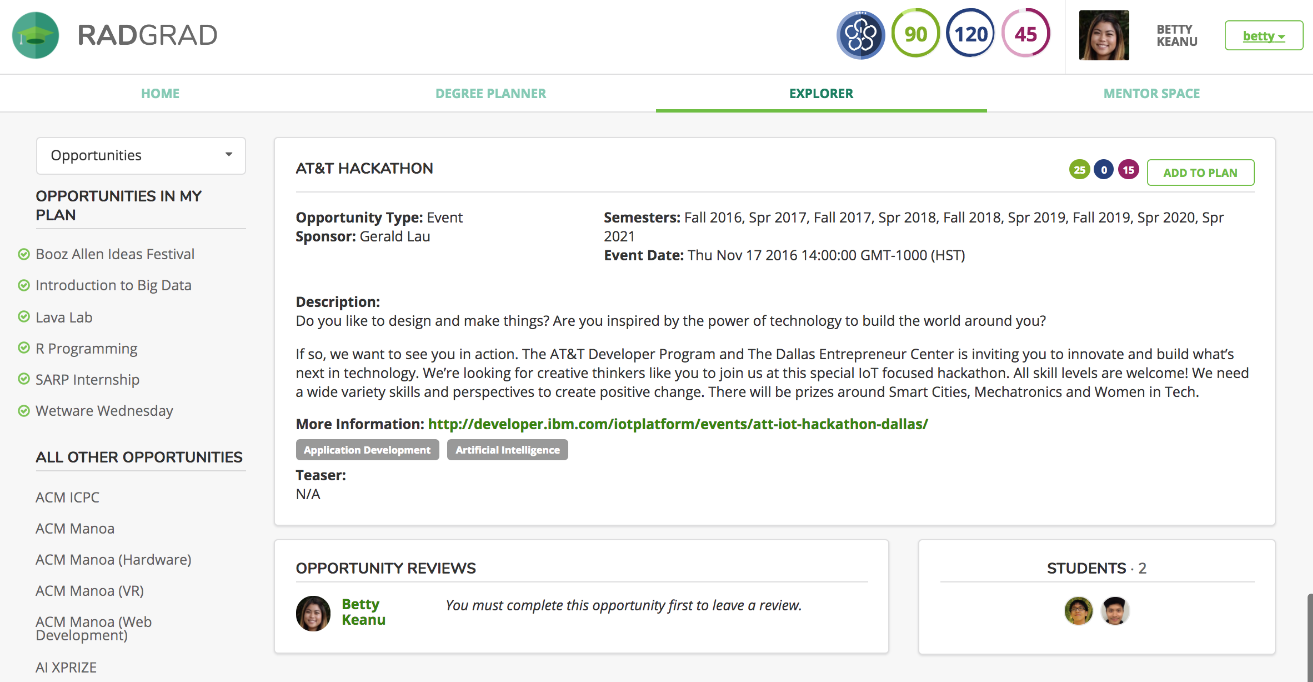 RADGRAD
90
120
45
BETTY
KEANU
betty
HOME
DEGREE PLANNER
EXPLORER
MENTOR SPACE
Opportunities
OPPORTUNITIES IN MY
PLAN
Booz Allen Ideas Festival
Introduction to Big Data
Lava Lab
R Programming
SARP Internship
Wetware Wednesday
ALL OTHER OPPORTUNITIES
ACM ICPC
ACM Manoa
ACM Manoa (Hardware)
ACM Manoa (VR)
ACM Manoa (Web
Development)
AI XPRIZE
AT&T HACKATHON
25
0
15
ADD TO PLAN
Opportunity Type: Event
Sponsor: Gerald Lau
Semesters: Fall 2016, Spr 2017, Fall 2017, Spr 2018, Fall 2018, Spr 2019, Fall 2019, Spr 2020, Spr
2021
Event Date: Thu Nov 17 2016 14:00:00 GMT-1000 (HST)
Description:
Do you like to design and make things? Are you inspired by the power of technology to build the world around you?
If so, we want to see you in action. The AT&T Developer Program and The Dallas Entrepreneur Center is inviting you to innovate and build what's
next in technology. We're looking for creative thinkers like you to join us at this special IoT focused hackathon. All skill levels are welcome! We need
a wide variety skills and perspectives to create positive change. There will be prizes around Smart Cities, Mechatronics and Women in Tech.
More Information: http://developer.ibm.com/iotplatform/events/att-iot-hackathon-dallas/
Application Development
Artificial Intelligence
Teaser:
N/A
OPPORTUNITY REVIEWS
Betty
Keanu
You must complete this opportunity first to leave a review.
STUDENTS · 2